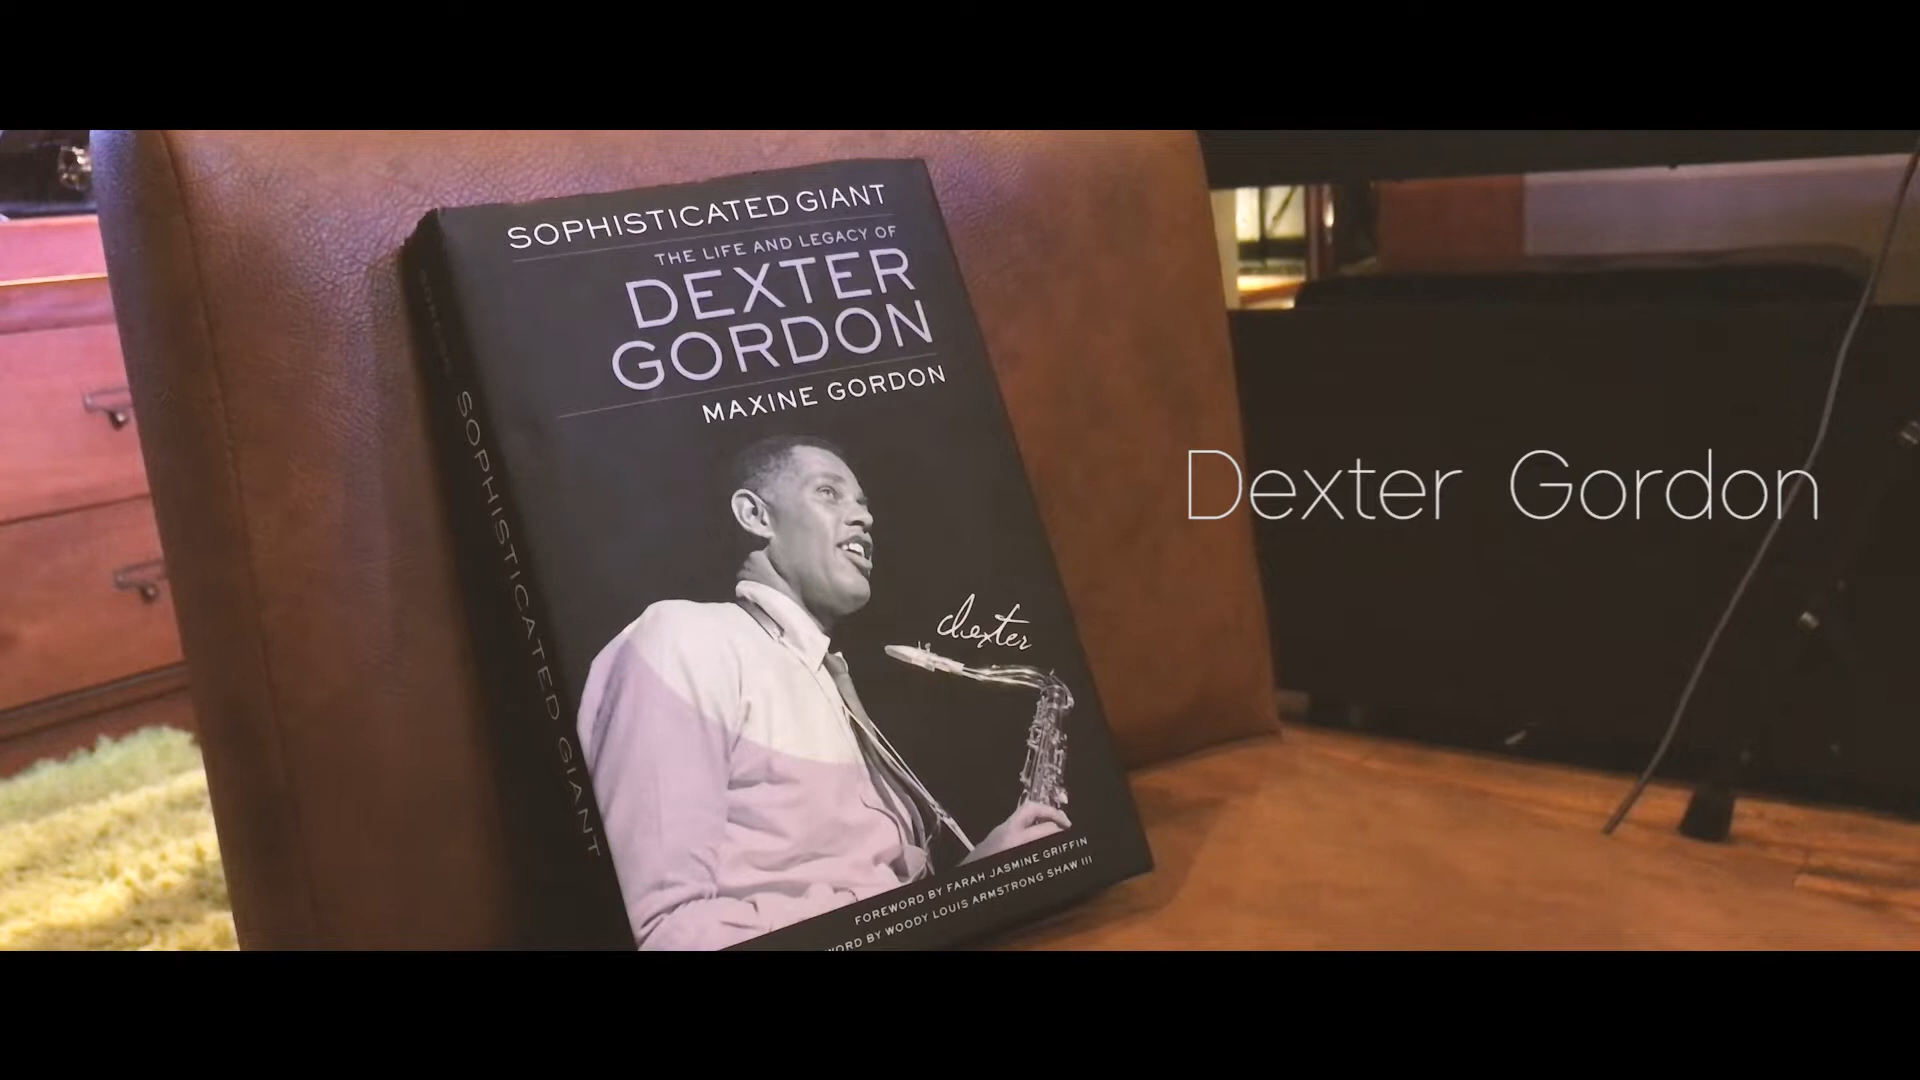 SOPHISTICATED GIANT
THE LIFE AND LEGACY OF
DEXTER
GORDON
MAXINE GORDON
dexter
FOREWORD BY FARAH JASMINE GRIFFIN
BY WOODY LOUIS ARMSTRONG SHAW III
SOPHISTICATED GIANT
Dexter Gordon